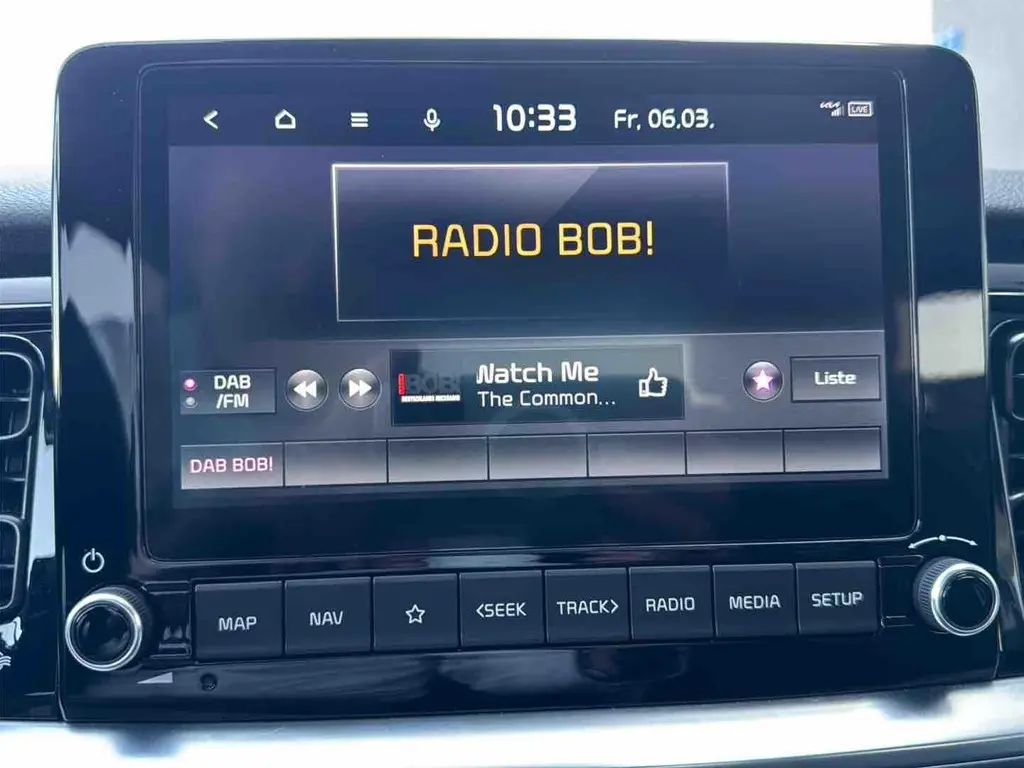 10:33 Fr. 06.03. LIVE
RADIO BOB!
DAB
/FM
BOB!
Watch Me
The Common...
Liste
DAB BOB!
MAP NAV <SEEK TRACK> RADIO MEDIA SETUP